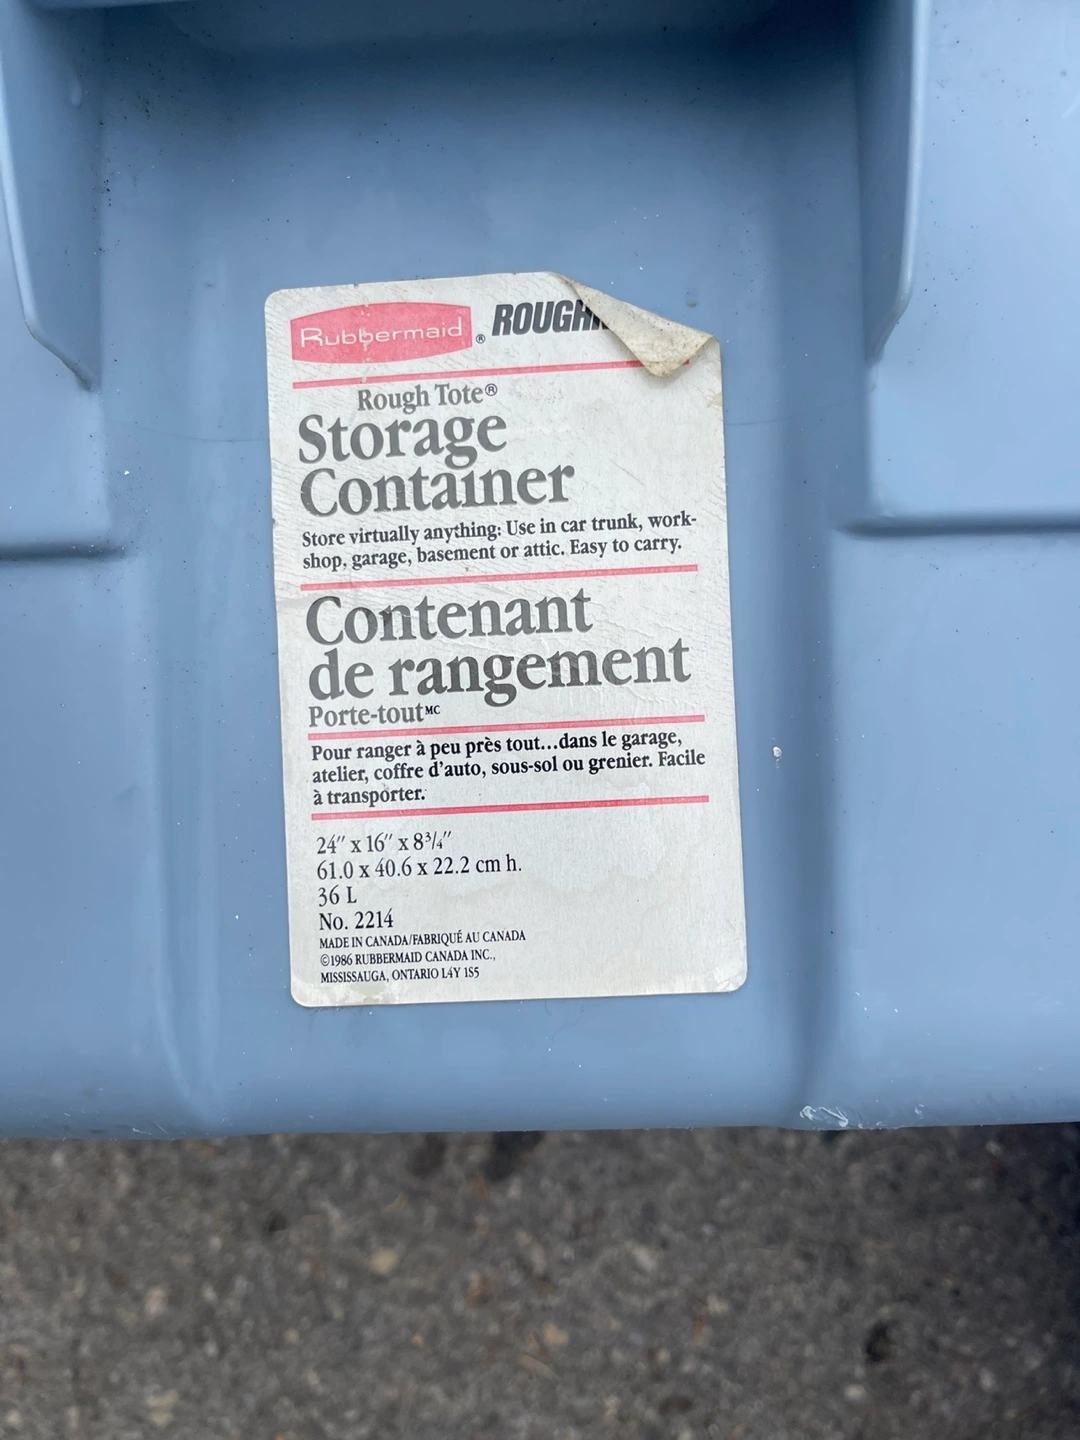 Rubbermaid®
Rough Tote®
Storage
Container
Store virtually anything: Use in car trunk, work-
shop, garage, basement or attic. Easy to carry.
Contenant
de rangement
Porte-toutᴹᶜ
Pour ranger à peu près tout...dans le garage,
atelier, coffre d'auto, sous-sol ou grenier. Facile
à transporter.
24″ x 16″ x 8¾″
61.0 x 40.6 x 22.2 cm h.
36 L
No. 2214
MADE IN CANADA/FABRIQUÉ AU CANADA
©1986 RUBBERMAID CANADA INC.,
MISSISSAUGA, ONTARIO L4Y 1S5